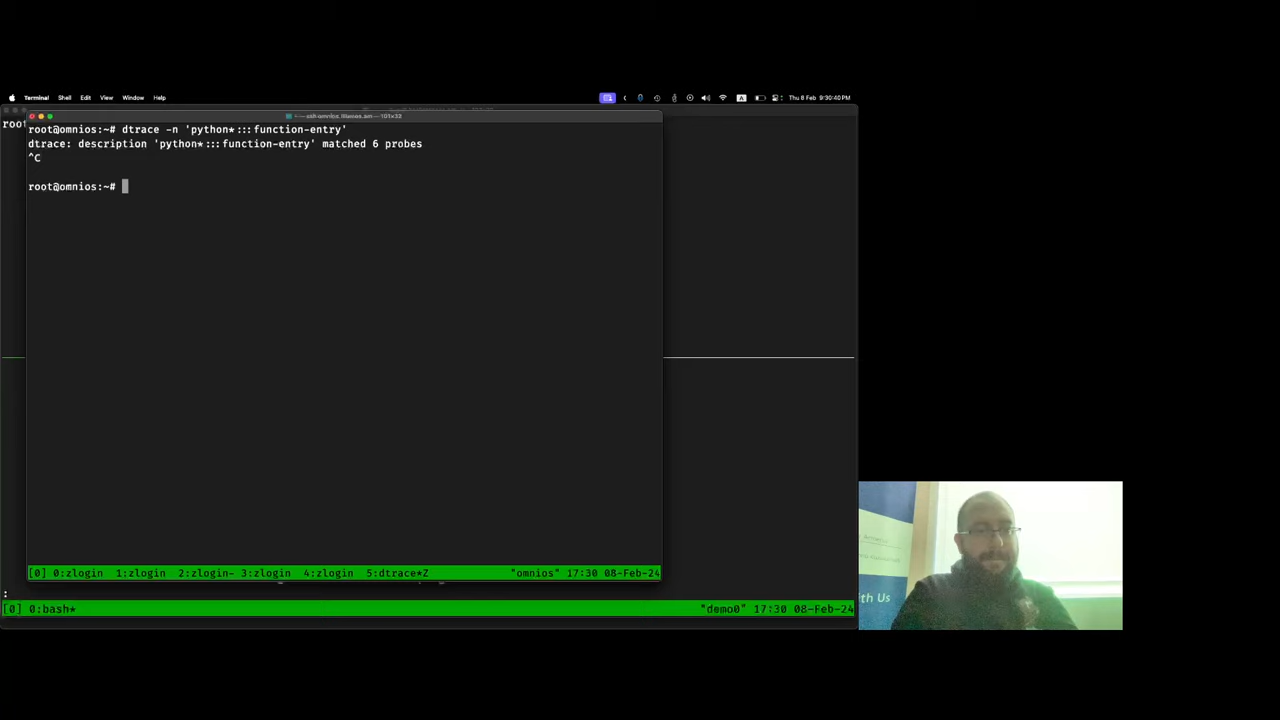 Terminal Shell Edit View Window Help
Thu 8 Feb 9:30:40 PM
root
root@omnios:~# dtrace -n 'python*:::function-entry'
dtrace: description 'python*:::function-entry' matched 6 probes
^C
root@omnios:~#
[0] 0:zlogin 1:zlogin 2:zlogin- 3:zlogin 4:zlogin 5:dtrace*Z "omnios" 17:30 08-Feb-24
:
[0] 0:bash* "demo0" 17:30 08-Feb-24
ith Us